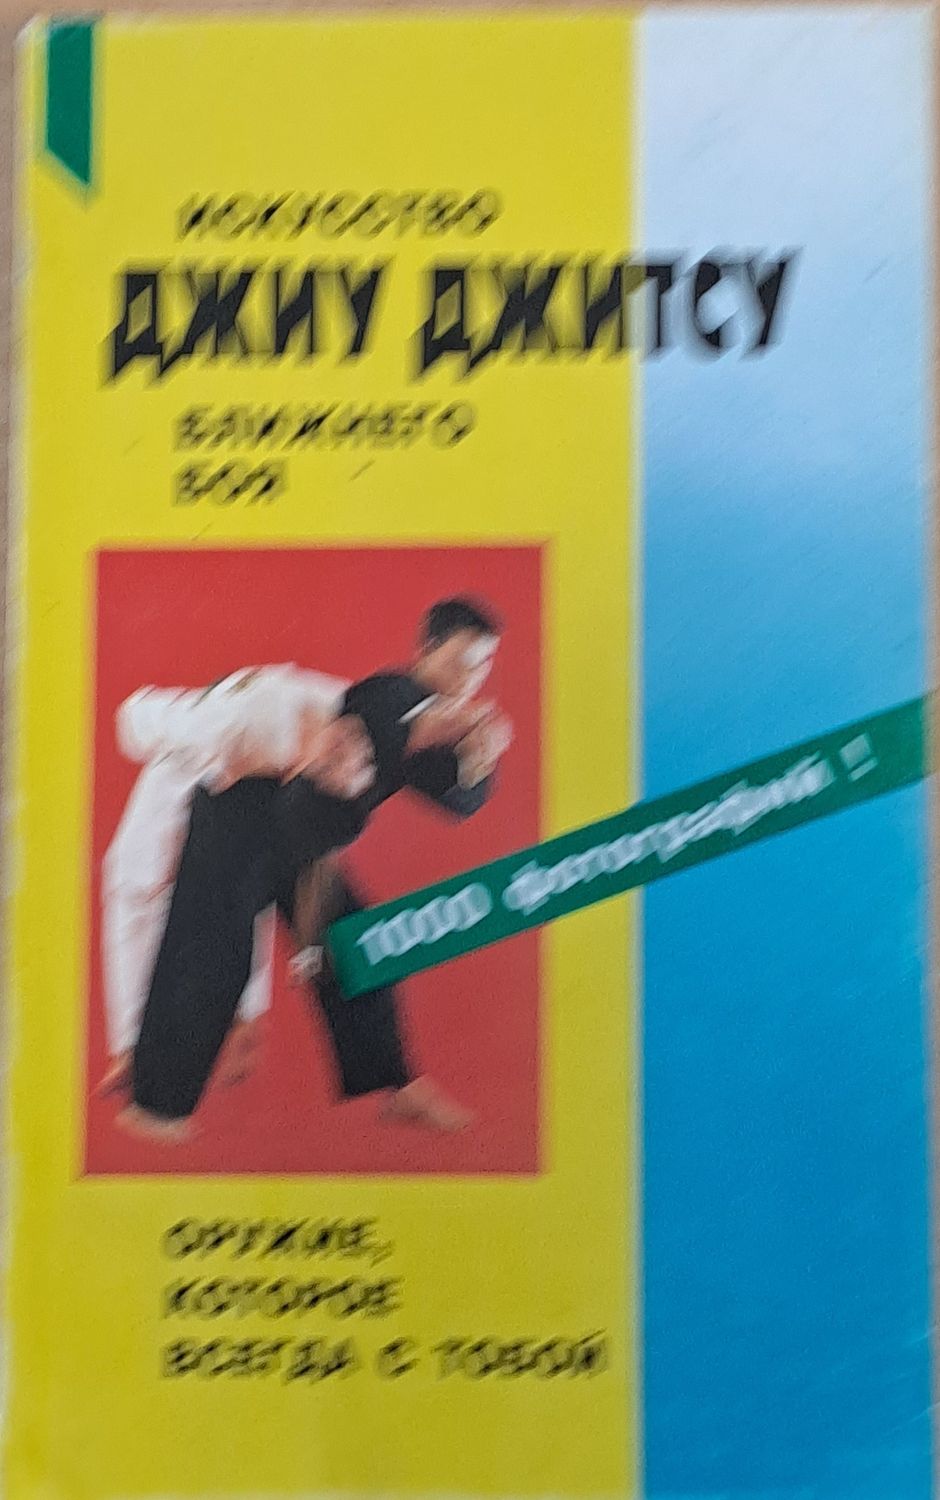 ИСКУССТВО
ДЖИУ ДЖИТСУ
БЛИЖНЕГО
БОЯ
1000 фотографий !!
ОРУЖИЕ,
КОТОРОЕ
ВСЕГДА С ТОБОЙ